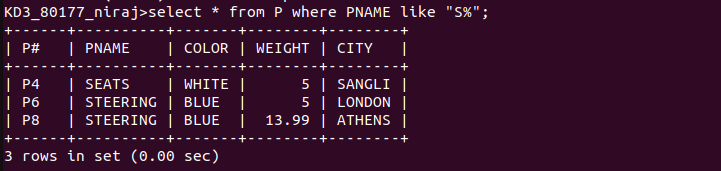 KD3_80177_niraj>select * from P where PNAME like "S%";
+------+----------+-------+--------+--------+
| P#   | PNAME    | COLOR | WEIGHT | CITY   |
+------+----------+-------+--------+--------+
| P4   | SEATS    | WHITE |      5 | SANGLI |
| P6   | STEERING | BLUE  |      5 | LONDON |
| P8   | STEERING | BLUE  |  13.99 | ATHENS |
+------+----------+-------+--------+--------+
3 rows in set (0.00 sec)